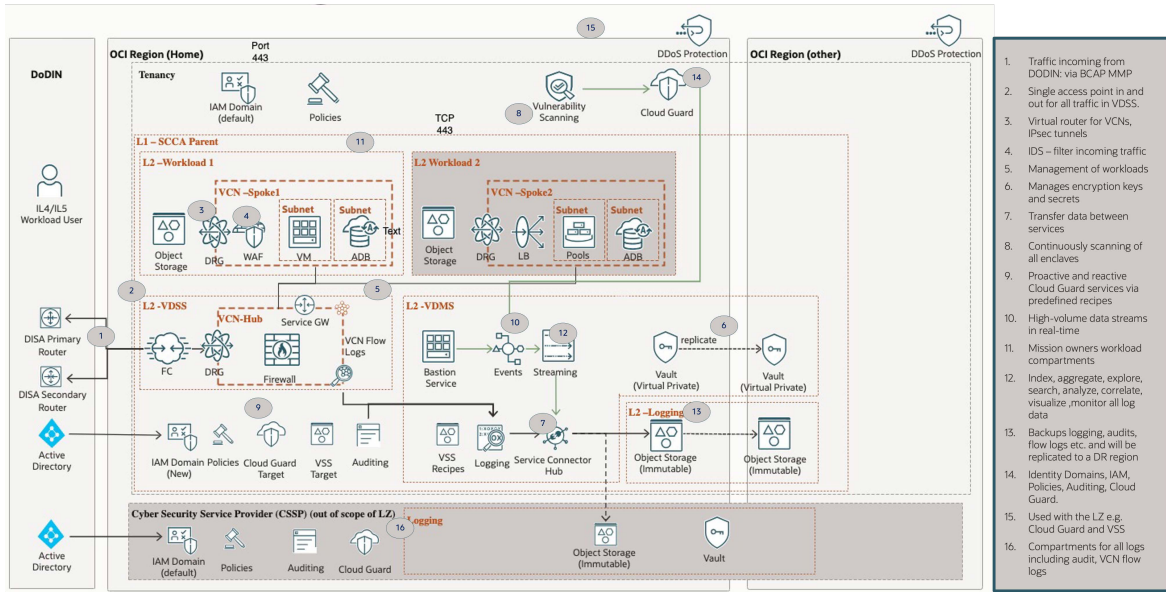 15
DDoS Protection
DDoS Protection
DoDIN
OCI Region (Home)
Port
443
OCI Region (other)
Tenancy
IAM Domain
(default)
Policies
8
Vulnerability
Scanning
14
Cloud Guard
TCP
443
L1 – SCCA Parent
11
L2 –Workload 1
VCN –Spoke1
3
4
Subnet
Subnet
Text
Object
Storage
DRG
WAF
VM
ADB
L2 Workload 2
VCN –Spoke2
Subnet
Subnet
Object
Storage
DRG
LB
Pools
ADB
IL4/IL5
Workload User
2
5
L2 -VDSS
VCN-Hub
Service GW
VCN Flow
Logs
FC
DRG
Firewall
1
DISA Primary
Router
DISA Secondary
Router
L2 -VDMS
10
12
6
Bastion
Service
Events
Streaming
replicate
Vault
(Virtual Private)
Vault
(Virtual Private)
9
Active
Directory
IAM Domain
(New)
Policies
Cloud Guard
Target
VSS
Target
Auditing
VSS
Recipes
Logging
7
Service Connector
Hub
L2 –Logging
13
Object Storage
(Immutable)
Object Storage
(Immutable)
Cyber Security Service Provider (CSSP) (out of scope of LZ)
16
Logging
Active
Directory
IAM Domain
(default)
Policies
Auditing
Cloud Guard
Object Storage
(Immutable)
Vault
1. Traffic incoming from
DODIN: via BCAP MMP
2. Single access point in and
out for all traffic in VDSS.
3. Virtual router for VCNs,
IPsec tunnels
4. IDS – filter incoming traffic
5. Management of workloads
6. Manages encryption keys
and secrets
7. Transfer data between
services
8. Continuously scanning of
all enclaves
9. Proactive and reactive
Cloud Guard services via
predefined recipes
10. High-volume data streams
in real-time
11. Mission owners workload
compartments
12. Index, aggregate, explore,
search, analyze, correlate,
visualize ,monitor all log
data
13. Backups logging, audits,
flow logs etc. and will be
replicated to a DR region
14. Identity Domains, IAM,
Policies, Auditing, Cloud
Guard.
15. Used with the LZ e.g.
Cloud Guard and VSS
16. Compartments for all logs
including audit, VCN flow
logs